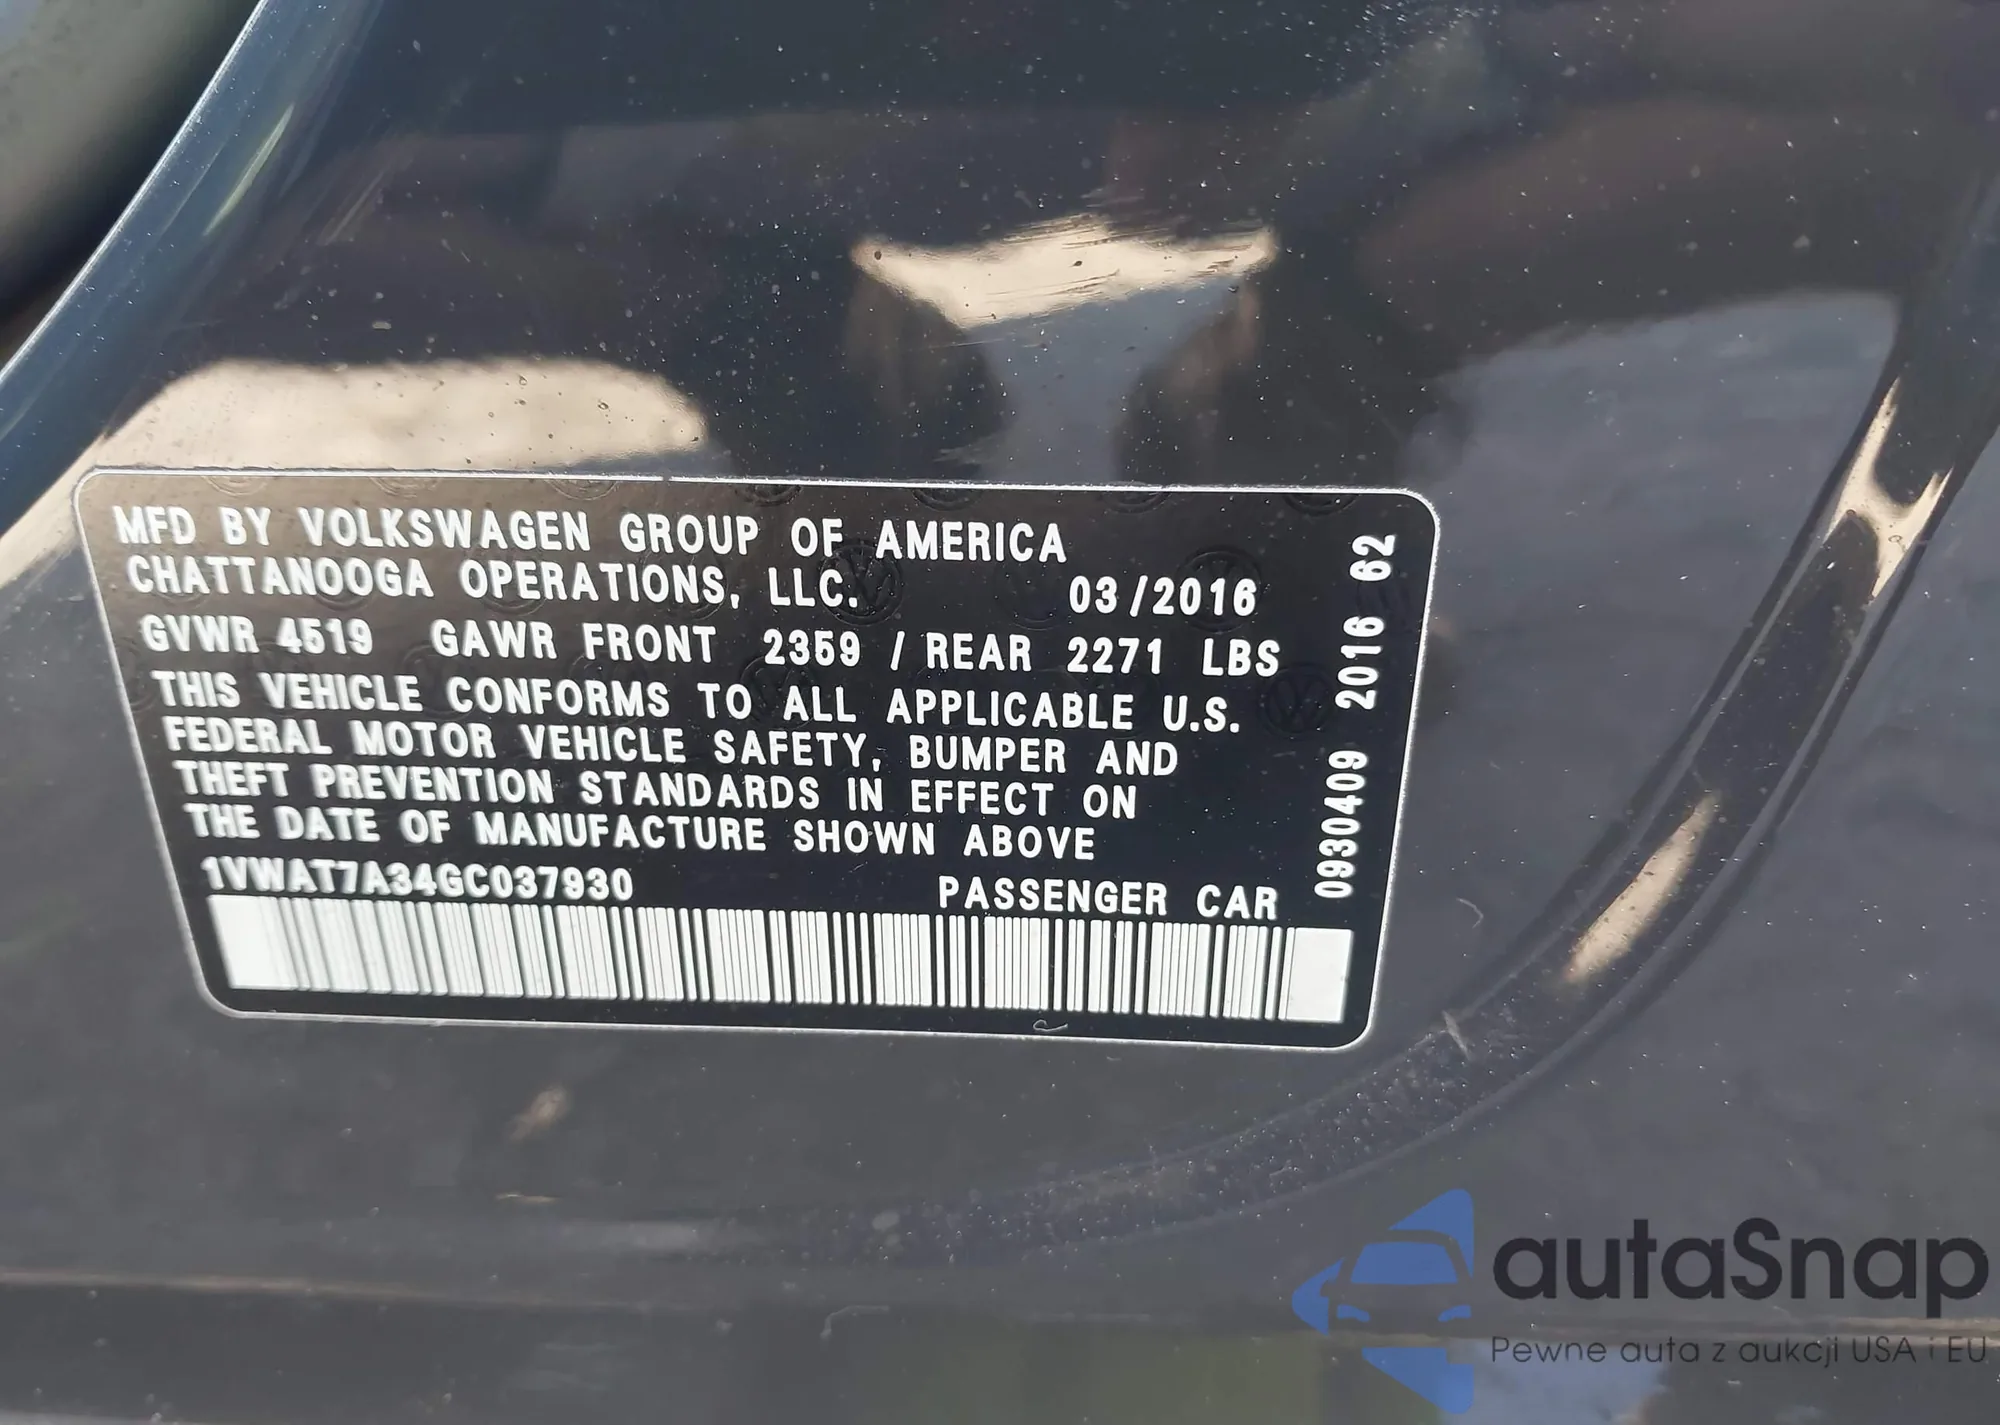 MFD BY VOLKSWAGEN GROUP OF AMERICA
CHATTANOOGA OPERATIONS, LLC. 03/2016
GVWR 4519 GAWR FRONT 2359 / REAR 2271 LBS
THIS VEHICLE CONFORMS TO ALL APPLICABLE U.S.
FEDERAL MOTOR VEHICLE SAFETY, BUMPER AND
THEFT PREVENTION STANDARDS IN EFFECT ON
THE DATE OF MANUFACTURE SHOWN ABOVE
1VWAT7A34GC037930 PASSENGER CAR
0930409 2016 62
autaSnap
Pewne auta z aukcji USA i EU